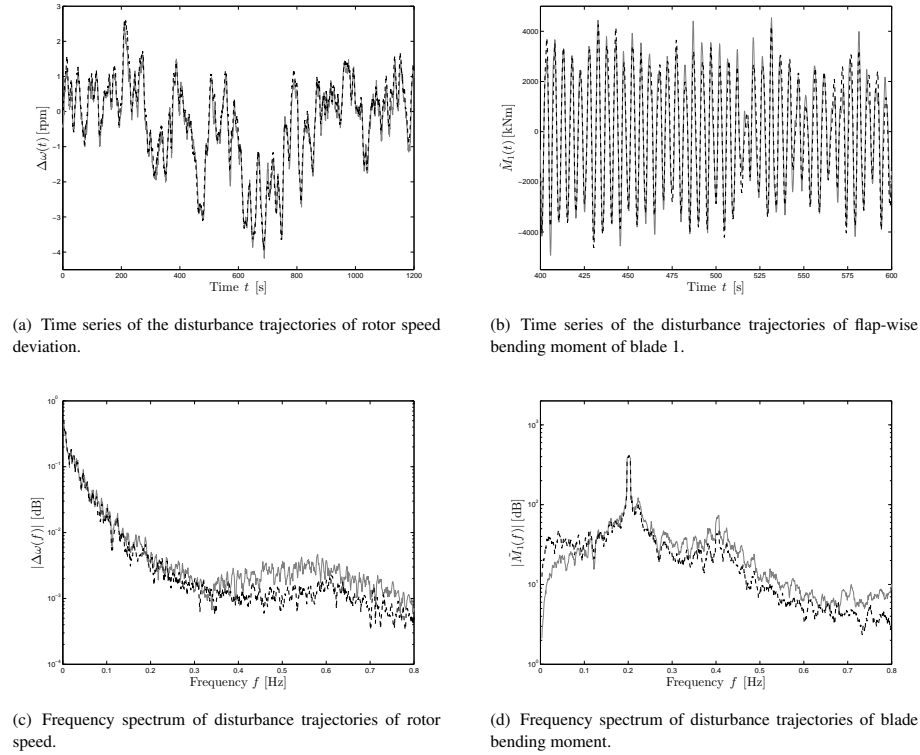 3
2
1
0
−1
−2
−3
−4
0 200 400 600 800 1000 1200
Δω(t) [rpm]
Time t [s]
4000
2000
0
−2000
−4000
400 425 450 475 500 525 550 575 600
M̃₁(t) [kNm]
Time t [s]
(a) Time series of the disturbance trajectories of rotor speed
deviation.
(b) Time series of the disturbance trajectories of flap-wise
bending moment of blade 1.
10⁰
10⁻¹
10⁻²
10⁻³
10⁻⁴
0 0.1 0.2 0.3 0.4 0.5 0.6 0.7 0.8
|Δω(f)| [dB]
Frequency f [Hz]
10³
10²
10¹
10⁰
0 0.1 0.2 0.3 0.4 0.5 0.6 0.7 0.8
|M̃₁(f)| [dB]
Frequency f [Hz]
(c) Frequency spectrum of disturbance trajectories of rotor
speed.
(d) Frequency spectrum of disturbance trajectories of blade
bending moment.